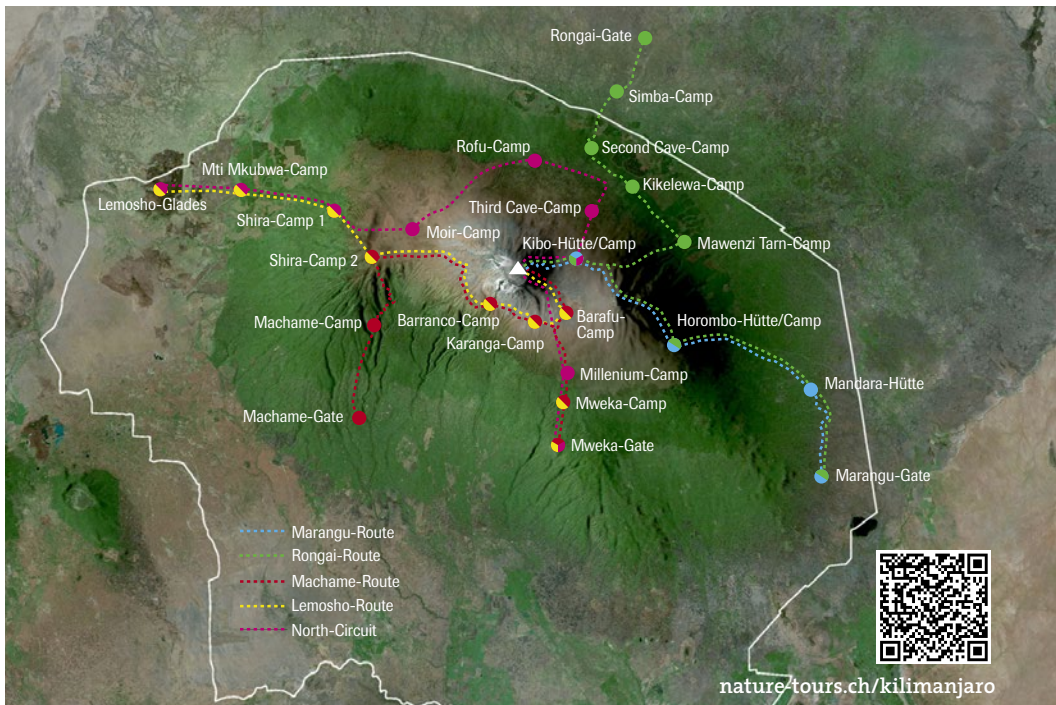 Rongai-Gate
Simba-Camp
Second Cave-Camp
Rofu-Camp
Mti Mkubwa-Camp
Kikelewa-Camp
Lemosho-Glades
Shira-Camp 1
Third Cave-Camp
Moir-Camp
Kibo-Hütte/Camp
Mawenzi Tarn-Camp
Shira-Camp 2
Machame-Camp
Barranco-Camp
Barafu-
Camp
Horombo-Hütte/Camp
Karanga-Camp
Millenium-Camp
Mandara-Hütte
Mweka-Camp
Machame-Gate
Mweka-Gate
Marangu-Gate
Marangu-Route
Rongai-Route
Machame-Route
Lemosho-Route
North-Circuit
nature-tours.ch/kilimanjaro